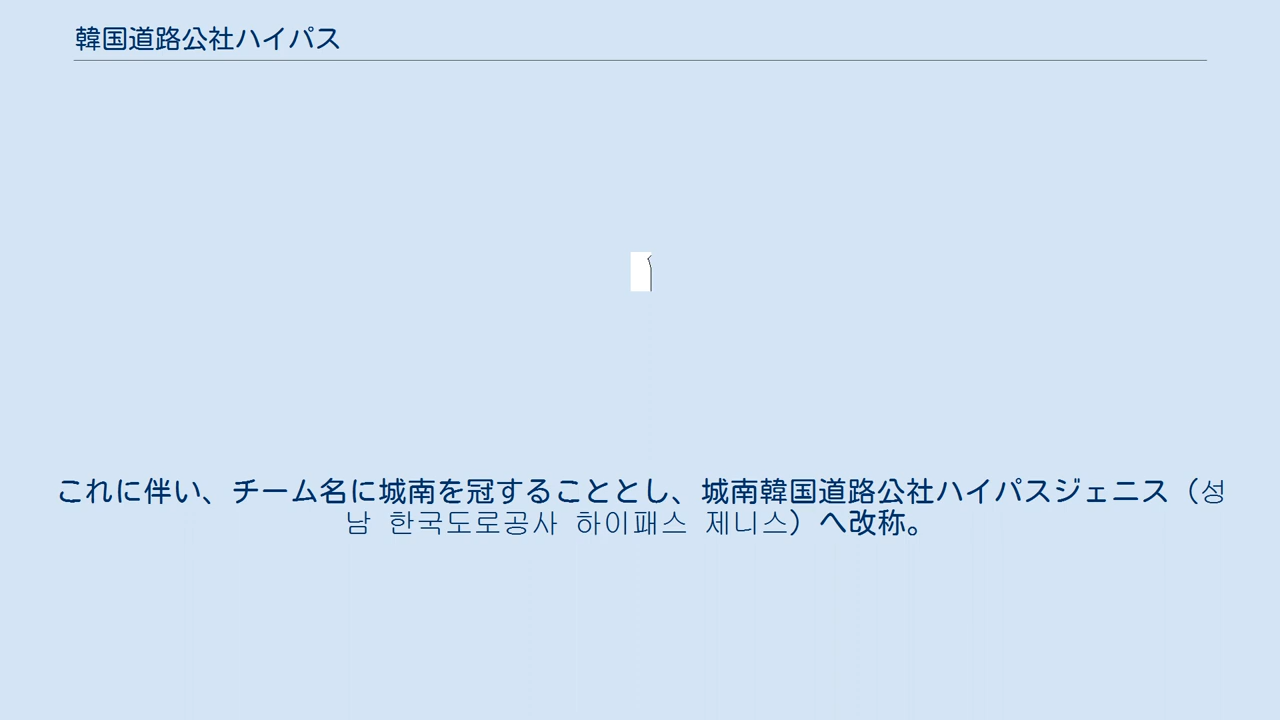 韓国道路公社ハイパス
これに伴い、チーム名に城南を冠することとし、城南韓国道路公社ハイパスジェニス（성
남 한국도로공사 하이패스 제니스）へ改称。